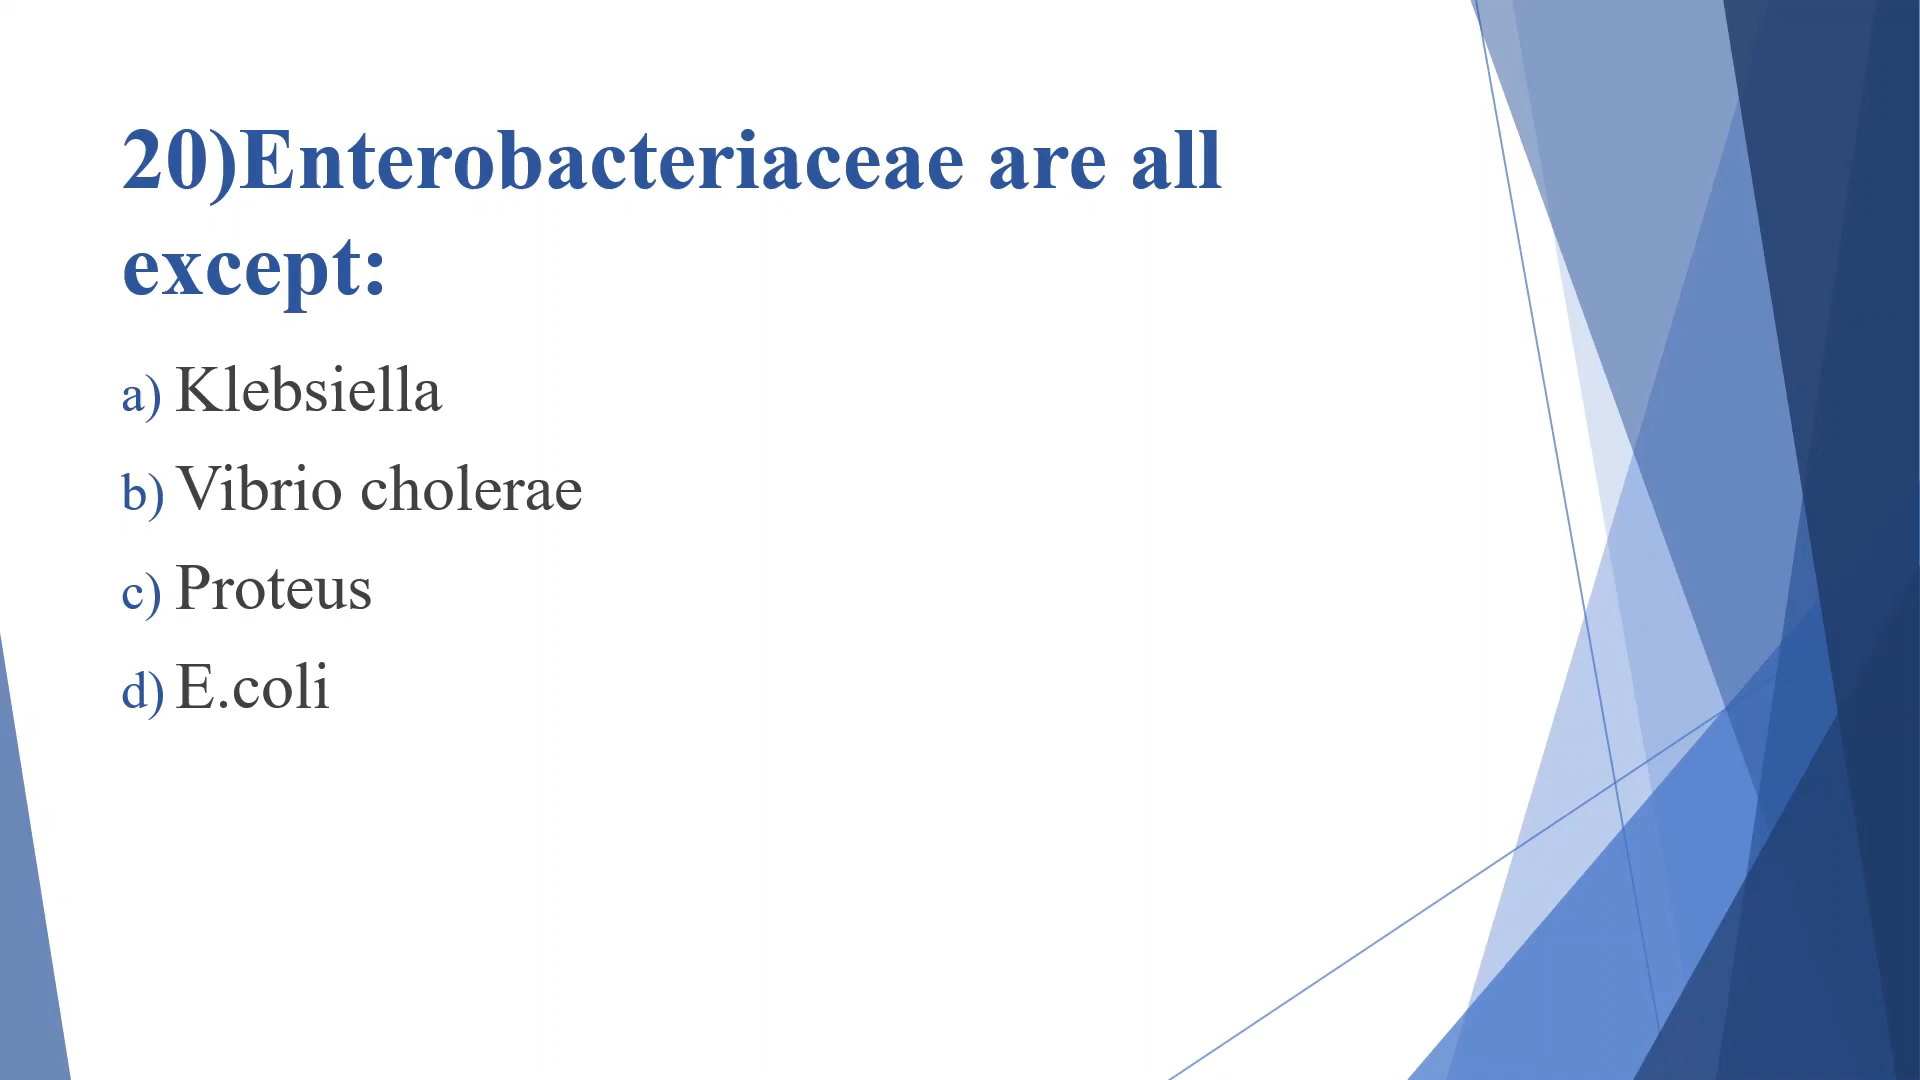 20)Enterobacteriaceae are all
except:
a) Klebsiella
b) Vibrio cholerae
c) Proteus
d) E.coli